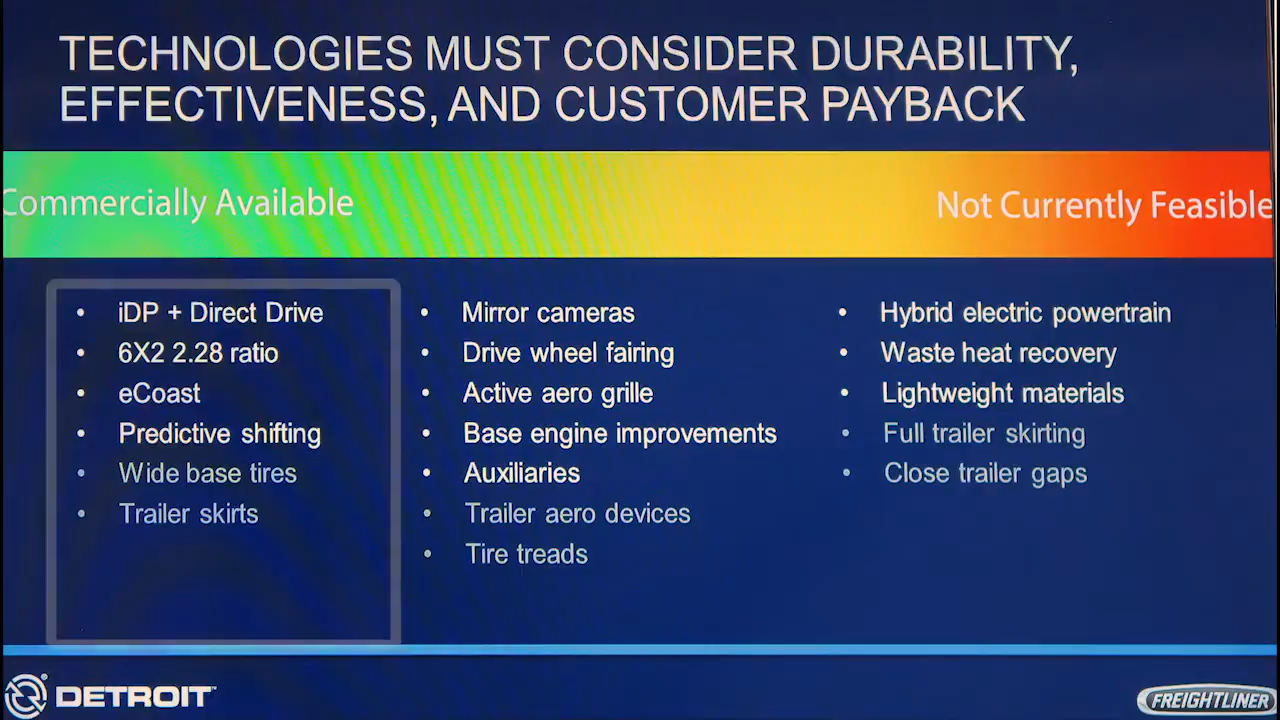 TECHNOLOGIES MUST CONSIDER DURABILITY,
EFFECTIVENESS, AND CUSTOMER PAYBACK
Commercially Available
Not Currently Feasible
• iDP + Direct Drive
• 6X2 2.28 ratio
• eCoast
• Predictive shifting
• Wide base tires
• Trailer skirts
• Mirror cameras
• Drive wheel fairing
• Active aero grille
• Base engine improvements
• Auxiliaries
• Trailer aero devices
• Tire treads
• Hybrid electric powertrain
• Waste heat recovery
• Lightweight materials
• Full trailer skirting
• Close trailer gaps
DETROIT™
FREIGHTLINER